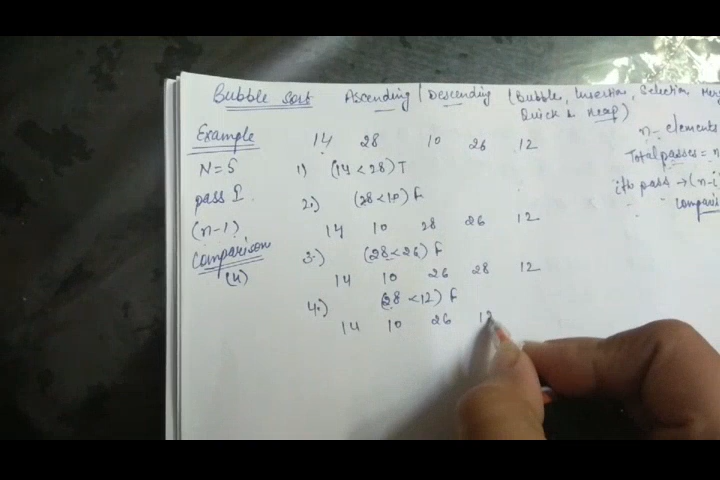 Bubble Sort Ascending / Descending (Bubble, Insertion, Selection
Quick & Heap)
Example 14 28 10 26 12
n- elements
N=5 1) (14 < 28) T
Total passes =
pass 1 2.) (28 < 10) F
ith pass → (n-i
(n-1) 14 10 28 26 12
Comparison 3.) (28 < 26) F
(4) 14 10 26 28 12
4.) (28 < 12) F
14 10 26 12